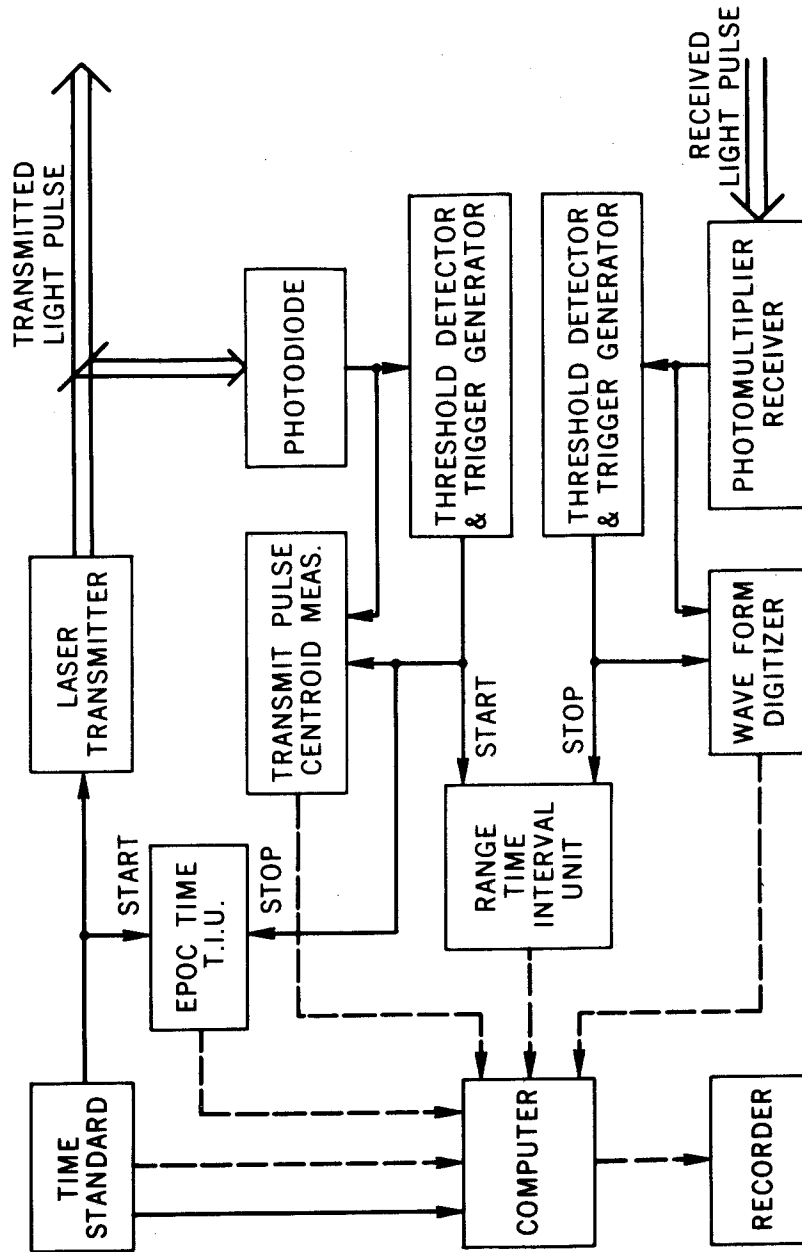 TRANSMITTED
LIGHT PULSE
TIME
STANDARD
LASER
TRANSMITTER
START
EPOC TIME
T.I.U.
STOP
TRANSMIT PULSE
CENTROID MEAS.
PHOTODIODE
COMPUTER
RANGE
TIME
INTERVAL
UNIT
START
STOP
THRESHOLD DETECTOR
& TRIGGER GENERATOR
THRESHOLD DETECTOR
& TRIGGER GENERATOR
RECORDER
WAVE FORM
DIGITIZER
PHOTOMULTIPLIER
RECEIVER
RECEIVED
LIGHT PULSE